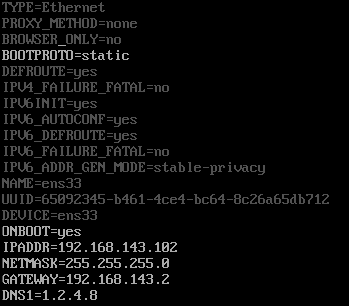 TYPE=Ethernet
PROXY_METHOD=none
BROWSER_ONLY=no
BOOTPROTO=static
DEFROUTE=yes
IPV4_FAILURE_FATAL=no
IPV6INIT=yes
IPV6_AUTOCONF=yes
IPV6_DEFROUTE=yes
IPV6_FAILURE_FATAL=no
IPV6_ADDR_GEN_MODE=stable-privacy
NAME=ens33
UUID=65092345-b461-4ce4-bc64-8c26a65db712
DEVICE=ens33
ONBOOT=yes
IPADDR=192.168.143.102
NETMASK=255.255.255.0
GATEWAY=192.168.143.2
DNS1=1.2.4.8